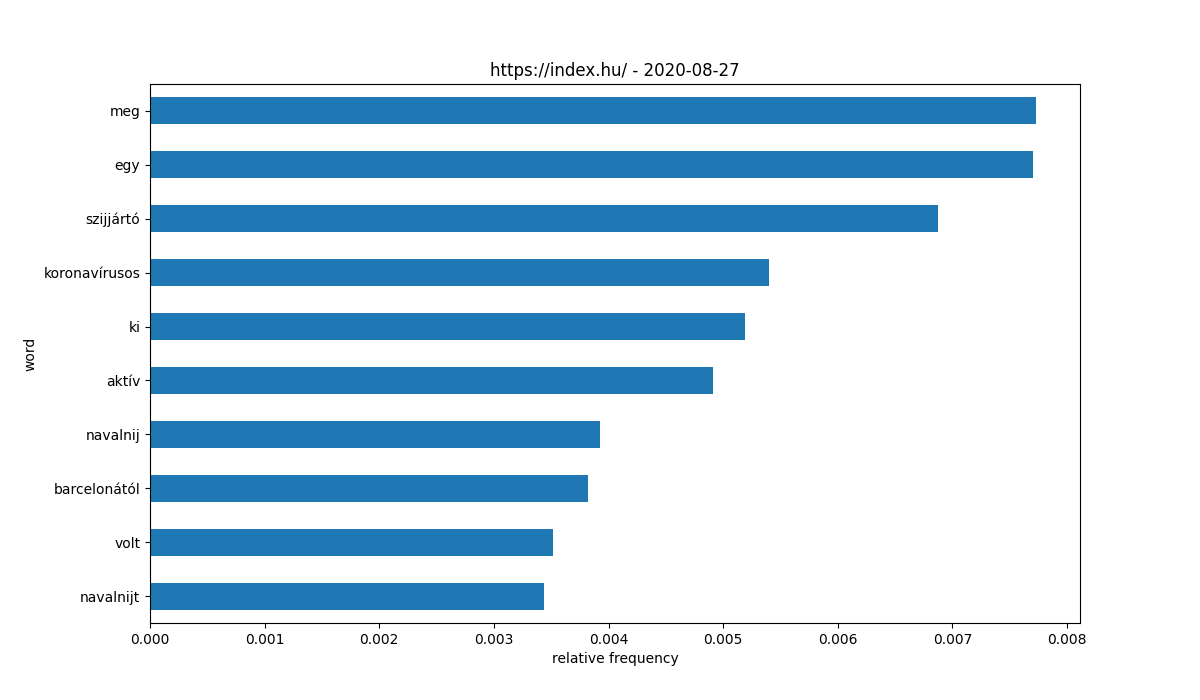 https://index.hu/ - 2020-08-27
meg
egy
szijjártó
koronavírusos
ki
aktív
navalnij
barcelonától
volt
navalnijt
word
0.000 0.001 0.002 0.003 0.004 0.005 0.006 0.007 0.008
relative frequency